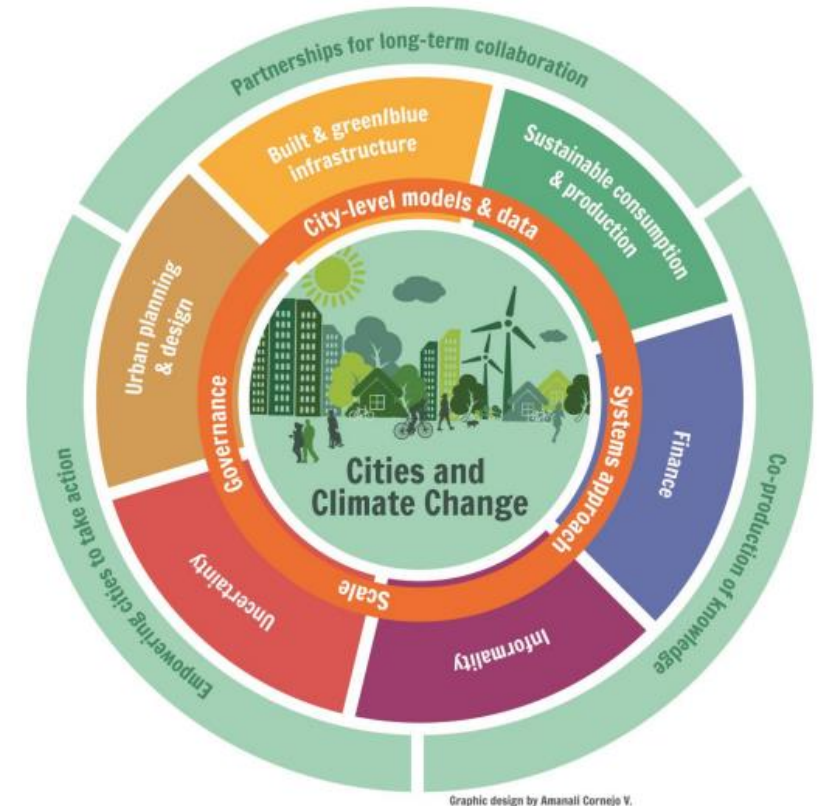 Partnerships for long-term collaboration
Built & green/blue
infrastructure
Sustainable consumption
& production
City-level models & data
Urban planning
& design
Governance
Systems approach
Finance
Cities and
Climate Change
Co-production of knowledge
Empowering cities to take action
Uncertainty
Scale
Informality
Graphic design by Amanalí Cornejo V.